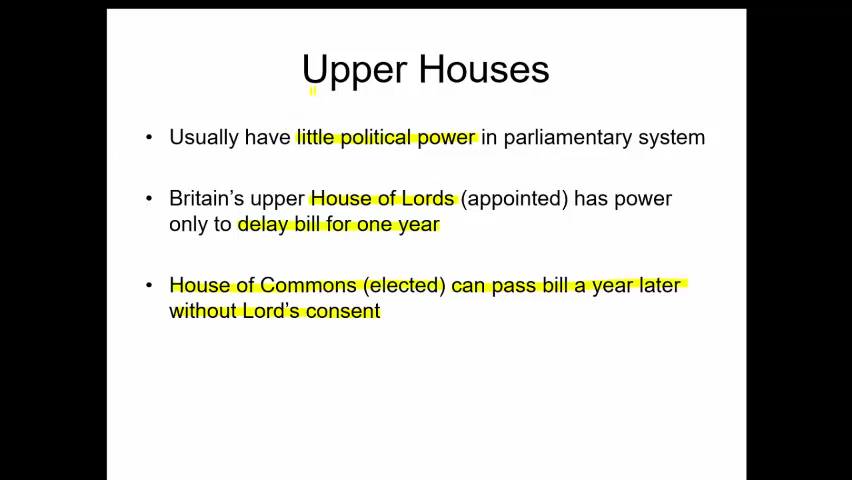 Upper Houses
• Usually have little political power in parliamentary system
• Britain's upper House of Lords (appointed) has power
only to delay bill for one year
• House of Commons (elected) can pass bill a year later
without Lord's consent